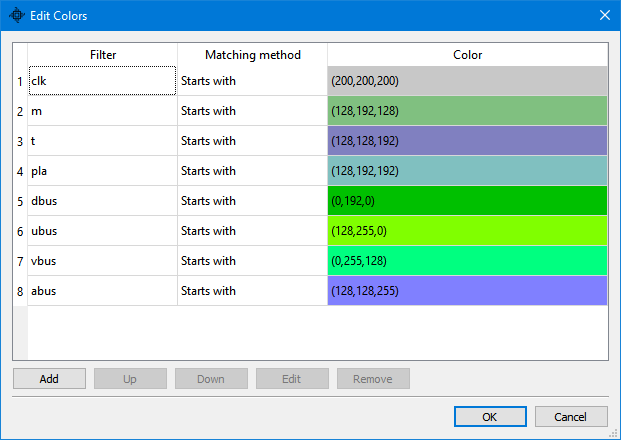 Edit Colors
Filter Matching method Color
1 clk Starts with (200,200,200)
2 m Starts with (128,192,128)
3 t Starts with (128,128,192)
4 pla Starts with (128,192,192)
5 dbus Starts with (0,192,0)
6 ubus Starts with (128,255,0)
7 vbus Starts with (0,255,128)
8 abus Starts with (128,128,255)
Add Up Down Edit Remove
OK Cancel